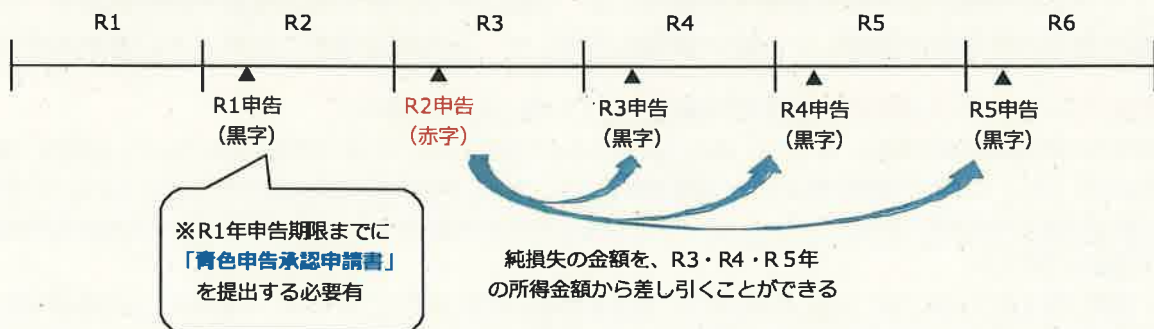 R1 R2 R3 R4 R5 R6
R1申告 R2申告 R3申告 R4申告 R5申告
(黒字) (赤字) (黒字) (黒字) (黒字)
※R1年申告期限までに
「青色申告承認申請書」
を提出する必要有
純損失の金額を、R3・R4・R5年
の所得金額から差し引くことができる